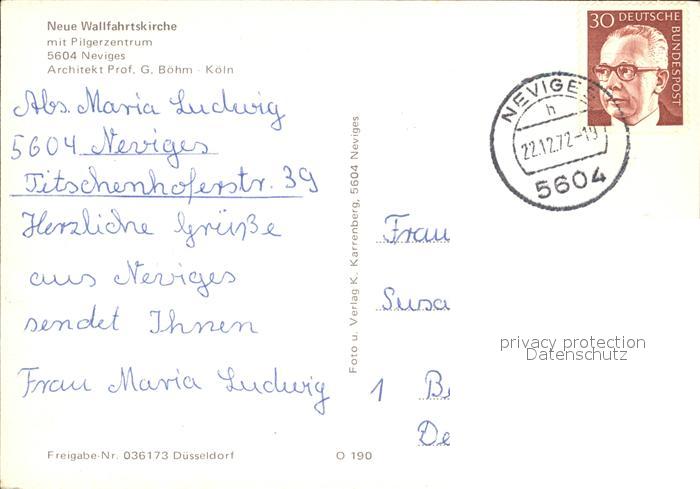 Neue Wallfahrtskirche
mit Pilgerzentrum
5604 Neviges
Architekt Prof. G. Böhm · Köln
Abs. Maria Ludwig
5604 Neviges
Titschenhoferstr. 39
Herzliche Grüße
aus Neviges
sendet Ihnen
Frau Maria Ludwig
Freigabe-Nr. 036173 Düsseldorf
O 190
Foto u. Verlag K. Karrenberg, 5604 Neviges
30 DEUTSCHE
BUNDESPOST
NEVIGES
h
22.12.72-19
5604
Frau
Susa
1 B
De
privacy protection
Datenschutz